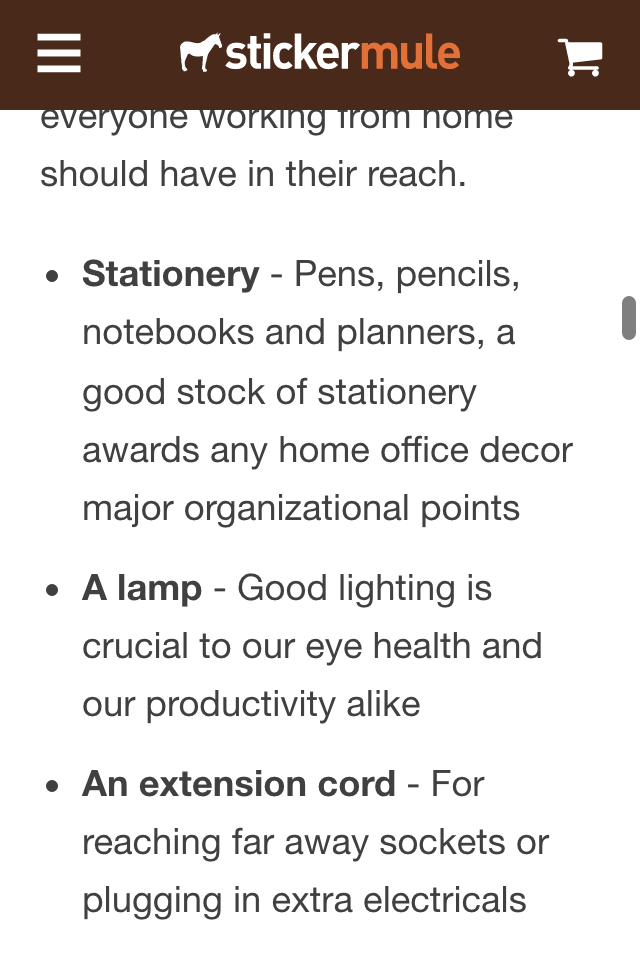 stickermule
everyone working from home
should have in their reach.
• Stationery - Pens, pencils,
notebooks and planners, a
good stock of stationery
awards any home office decor
major organizational points
• A lamp - Good lighting is
crucial to our eye health and
our productivity alike
• An extension cord - For
reaching far away sockets or
plugging in extra electricals